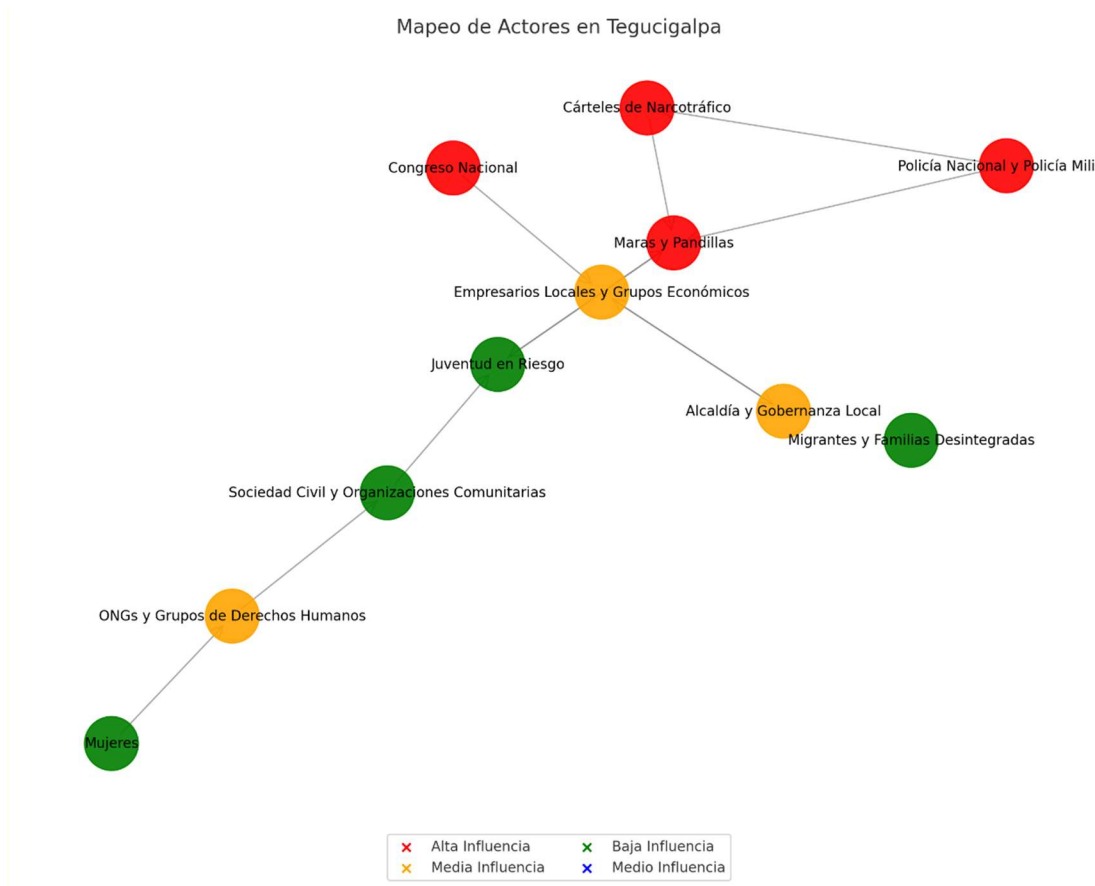 Mapeo de Actores en Tegucigalpa
Cárteles de Narcotráfico
Congreso Nacional
Policía Nacional y Policía Mili
Maras y Pandillas
Empresarios Locales y Grupos Económicos
Juventud en Riesgo
Alcaldía y Gobernanza Local
Migrantes y Familias Desintegradas
Sociedad Civil y Organizaciones Comunitarias
ONGs y Grupos de Derechos Humanos
Mujeres
Alta Influencia
Baja Influencia
Media Influencia
Medio Influencia